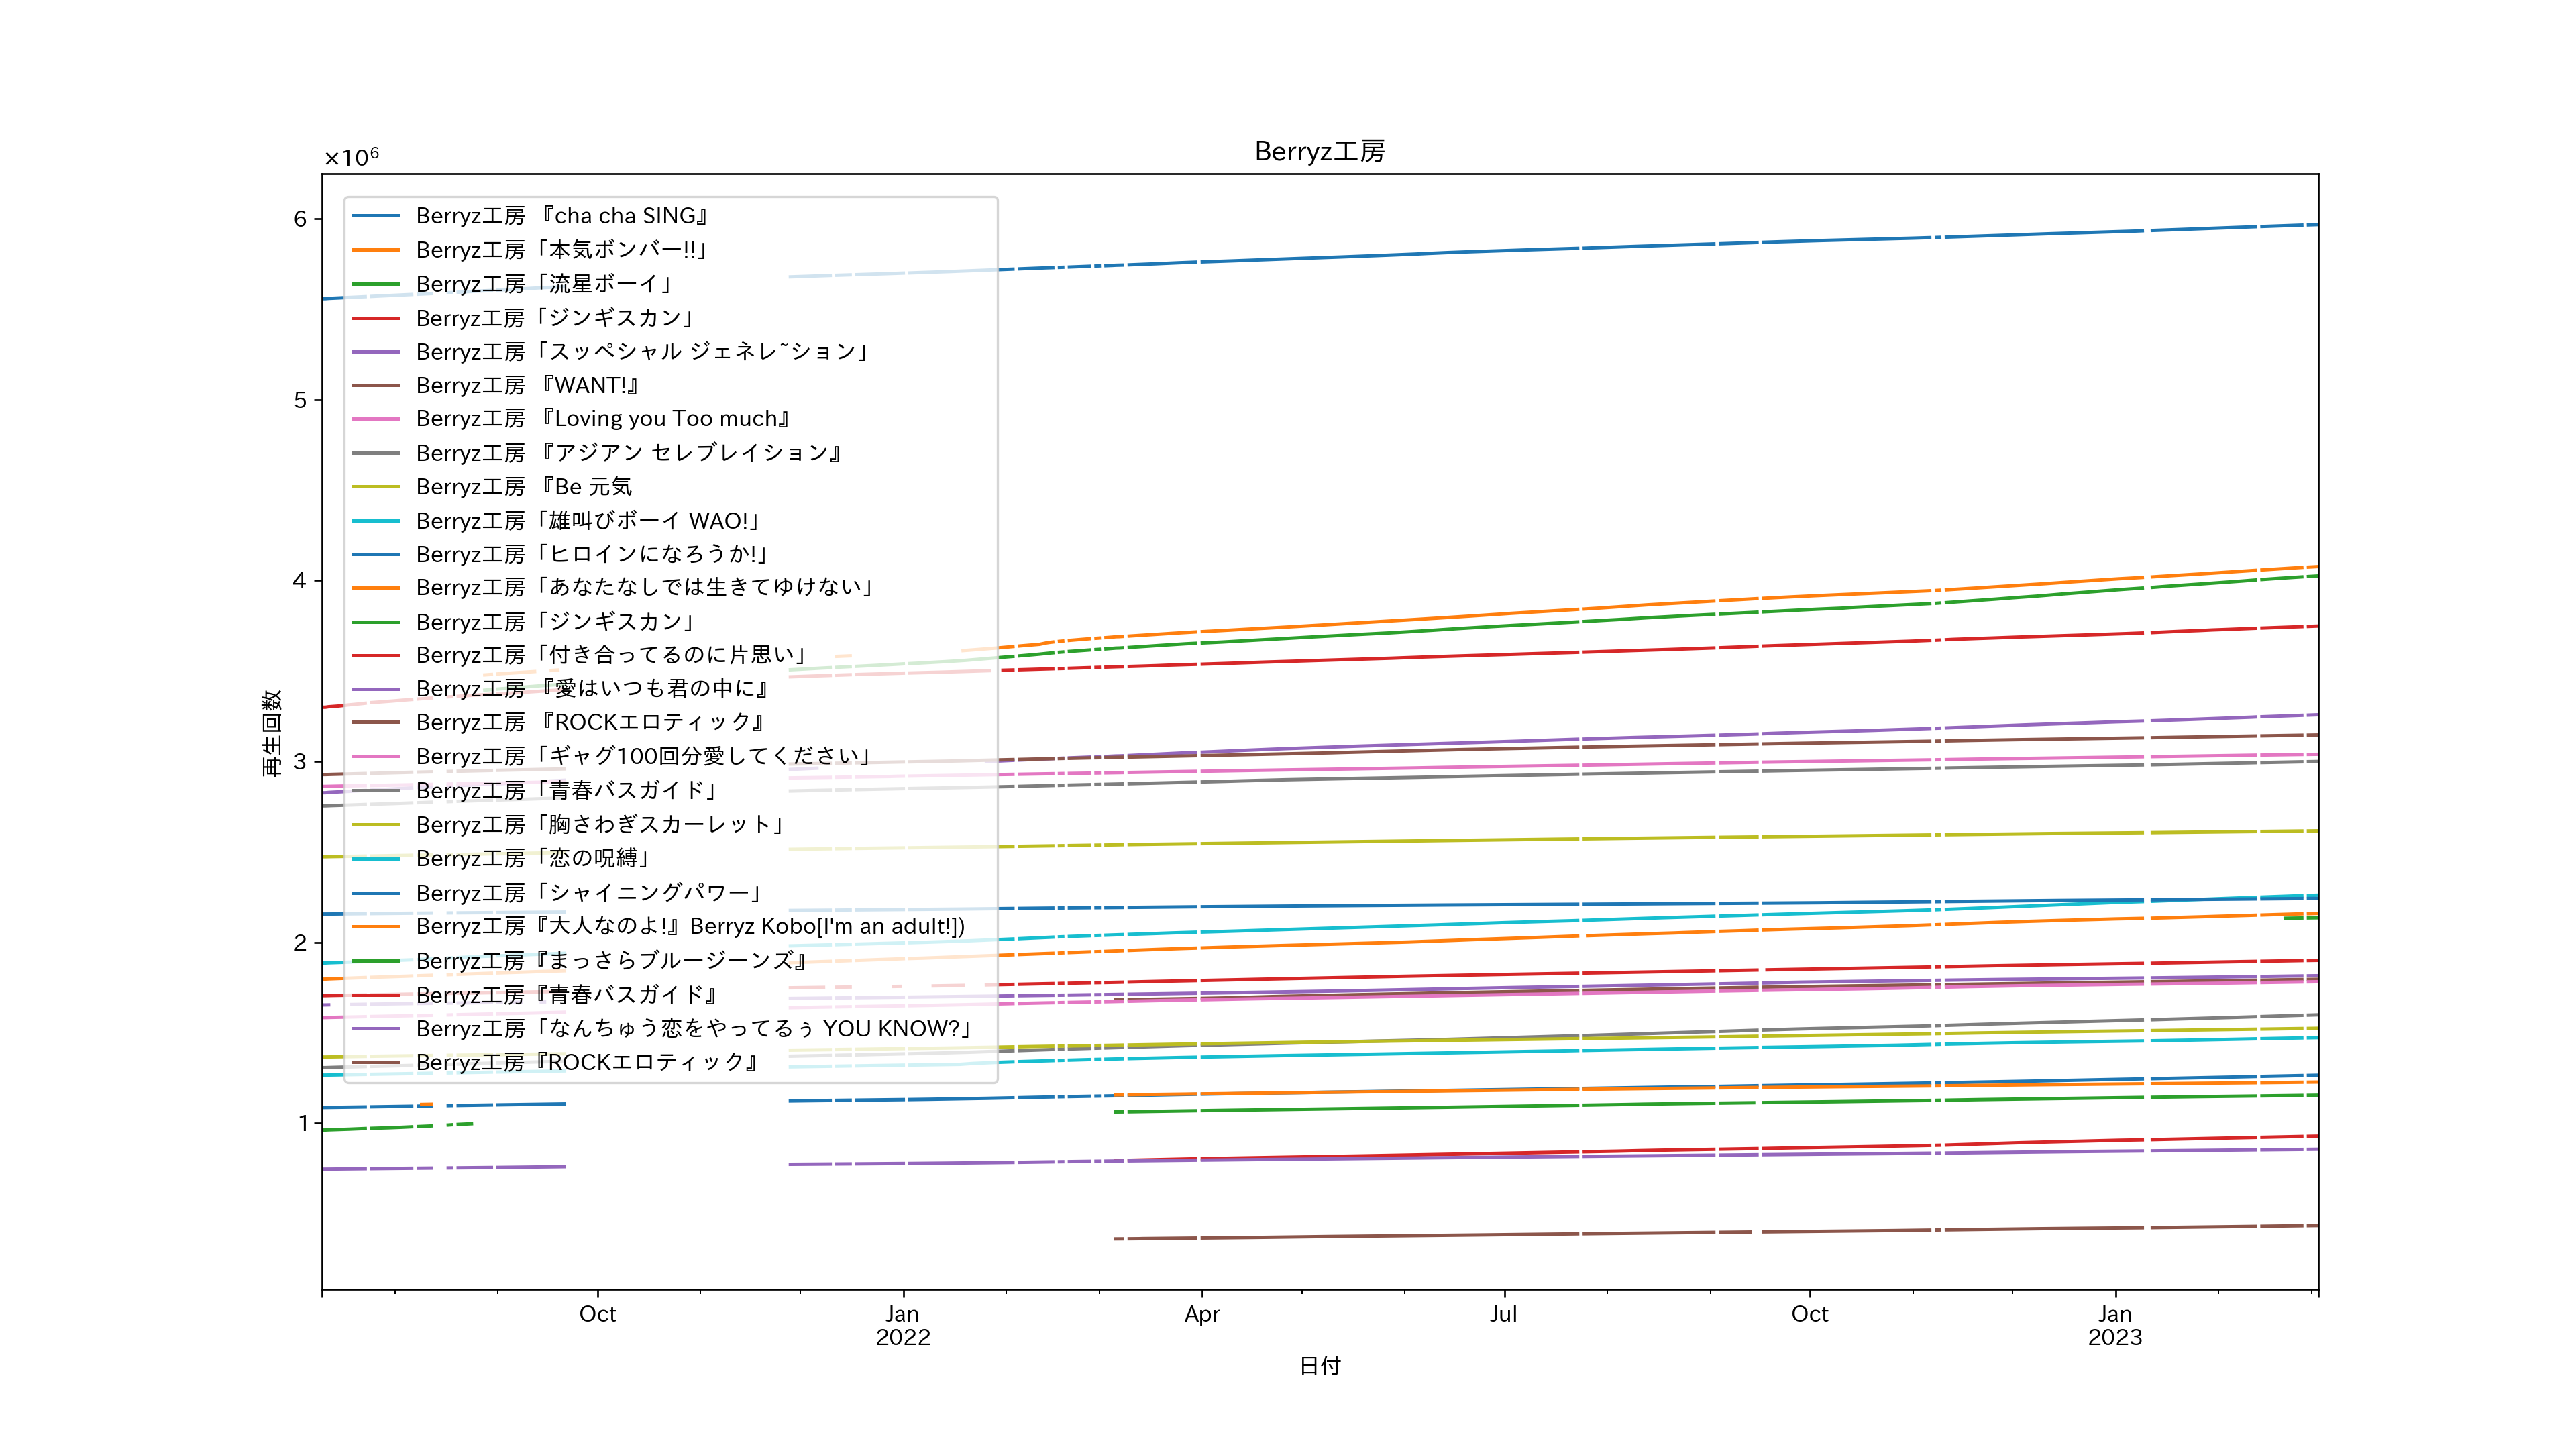 Berryz工房
×10⁶
6
5
4
3
2
1
再生回数
Berryz工房 『cha cha SING』
Berryz工房「本気ボンバー!!」
Berryz工房「流星ボーイ」
Berryz工房「ジンギスカン」
Berryz工房「スッペシャル ジェネレ~ション」
Berryz工房 『WANT!』
Berryz工房 『Loving you Too much』
Berryz工房 『アジアン セレブレイション』
Berryz工房 『Be 元気
Berryz工房「雄叫びボーイ WAO!」
Berryz工房「ヒロインになろうか!」
Berryz工房「あなたなしでは生きてゆけない」
Berryz工房「ジンギスカン」
Berryz工房「付き合ってるのに片思い」
Berryz工房 『愛はいつも君の中に』
Berryz工房 『ROCKエロティック』
Berryz工房「ギャグ100回分愛してください」
Berryz工房「青春バスガイド」
Berryz工房「胸さわぎスカーレット」
Berryz工房「恋の呪縛」
Berryz工房「シャイニングパワー」
Berryz工房『大人なのよ!』Berryz Kobo[I'm an adult!])
Berryz工房『まっさらブルージーンズ』
Berryz工房『青春バスガイド』
Berryz工房「なんちゅう恋をやってるぅ YOU KNOW?」
Berryz工房『ROCKエロティック』
Oct Jan Apr Jul Oct Jan
2022 2023
日付